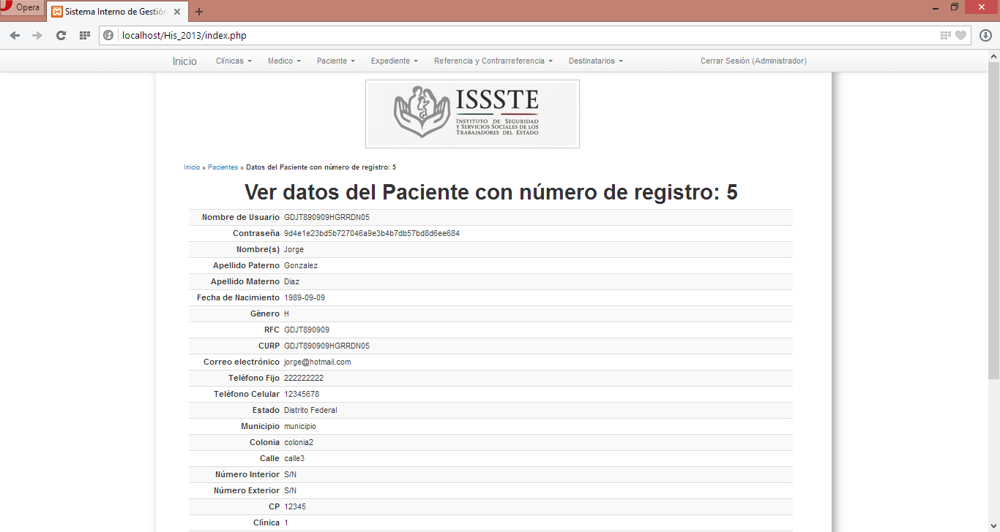 Opera
Sistema Interno de Gestión
localhost/His_2013/index.php
Inicio Clínicas Medico Paciente Expediente Referencia y Contrarreferencia Destinatarios Cerrar Sesión (Administrador)
ISSSTE
INSTITUTO DE SEGURIDAD
Y SERVICIOS SOCIALES DE LOS
TRABAJADORES DEL ESTADO
Inicio » Pacientes » Datos del Paciente con número de registro: 5
Ver datos del Paciente con número de registro: 5
Nombre de Usuario GDJT890909HGRRDN05
Contraseña 9d4e1e23bd5b727046a9e3b4b7db57bd8d6ee684
Nombre(s) Jorge
Apellido Paterno Gonzalez
Apellido Materno Diaz
Fecha de Nacimiento 1989-09-09
Género H
RFC GDJT890909
CURP GDJT890909HGRRDN05
Correo electrónico jorge@hotmail.com
Teléfono Fijo 222222222
Teléfono Celular 12345678
Estado Distrito Federal
Municipio municipio
Colonia colonia2
Calle calle3
Número Interior S/N
Número Exterior S/N
CP 12345
Clínica 1